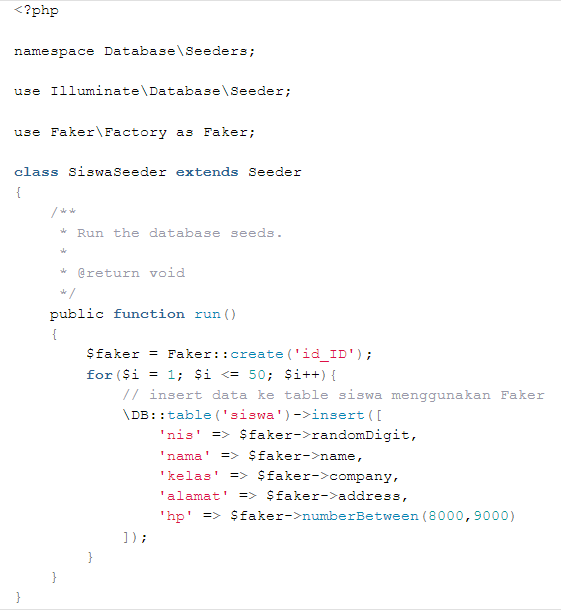 <?php
namespace Database\Seeders;
use Illuminate\Database\Seeder;
use Faker\Factory as Faker;
class SiswaSeeder extends Seeder
{
    /**
     * Run the database seeds.
     *
     * @return void
     */
    public function run()
    {
        $faker = Faker::create('id_ID');
        for($i = 1; $i <= 50; $i++){
            // insert data ke table siswa menggunakan Faker
            \DB::table('siswa')->insert([
                'nis' => $faker->randomDigit,
                'nama' => $faker->name,
                'kelas' => $faker->company,
                'alamat' => $faker->address,
                'hp' => $faker->numberBetween(8000,9000)
            ]);
        }
    }
}